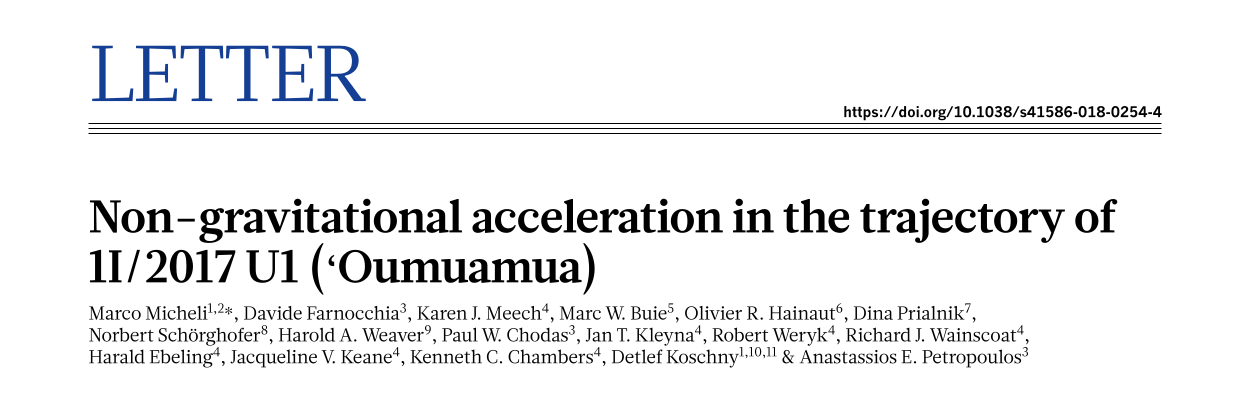 LETTER
https://doi.org/10.1038/s41586-018-0254-4
Non-gravitational acceleration in the trajectory of
1I/2017 U1 (‘Oumuamua)
Marco Micheli1,2*, Davide Farnocchia3, Karen J. Meech4, Marc W. Buie5, Olivier R. Hainaut6, Dina Prialnik7,
Norbert Schörghofer8, Harold A. Weaver9, Paul W. Chodas3, Jan T. Kleyna4, Robert Weryk4, Richard J. Wainscoat4,
Harald Ebeling4, Jacqueline V. Keane4, Kenneth C. Chambers4, Detlef Koschny1,10,11 & Anastassios E. Petropoulos3